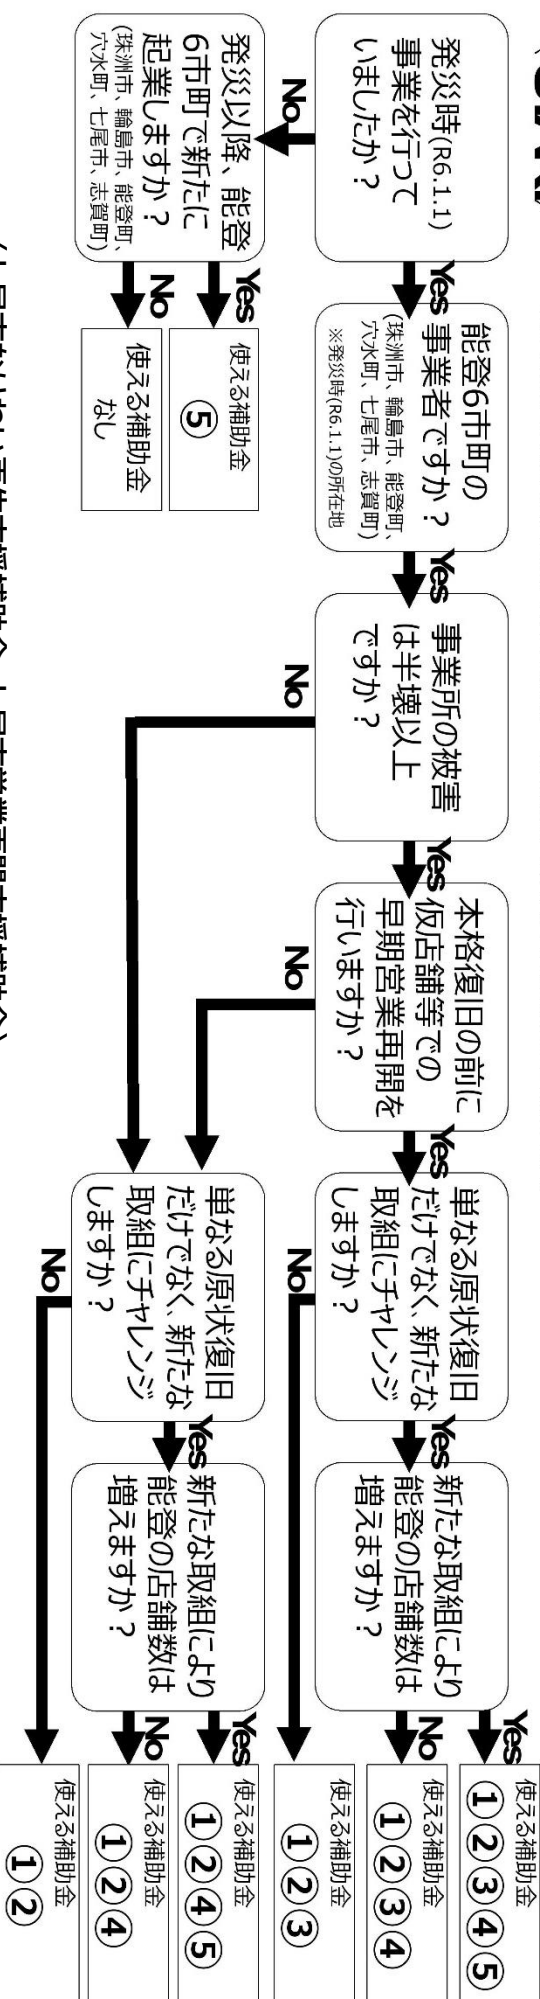 発災時(R6.1.1)
事業を行って
いましたか？
Yes
No
能登6市町の
事業者ですか？
(珠洲市、輪島市、能登町、
穴水町、七尾市、志賀町)
※発災時(R6.1.1)の所在地
Yes
事業所の被害
は半壊以上
ですか？
Yes
No
本格復旧の前に
仮店舗等での
早期営業再開を
行いますか？
Yes
No
単なる原状復旧
だけでなく、新たな
取組にチャレンジ
しますか？
Yes
No
新たな取組により
能登の店舗数は
増えますか？
Yes
No
使える補助金
①②③④⑤
使える補助金
①②③④
使える補助金
①②③
発災以降、能登
6市町で新たに
起業しますか？
(珠洲市、輪島市、能登町、
穴水町、七尾市、志賀町)
Yes
No
使える補助金
⑤
使える補助金
なし
単なる原状復旧
だけでなく、新たな
取組にチャレンジ
しますか？
Yes
No
新たな取組により
能登の店舗数は
増えますか？
Yes
No
使える補助金
①②④⑤
使える補助金
①②④
使える補助金
①②